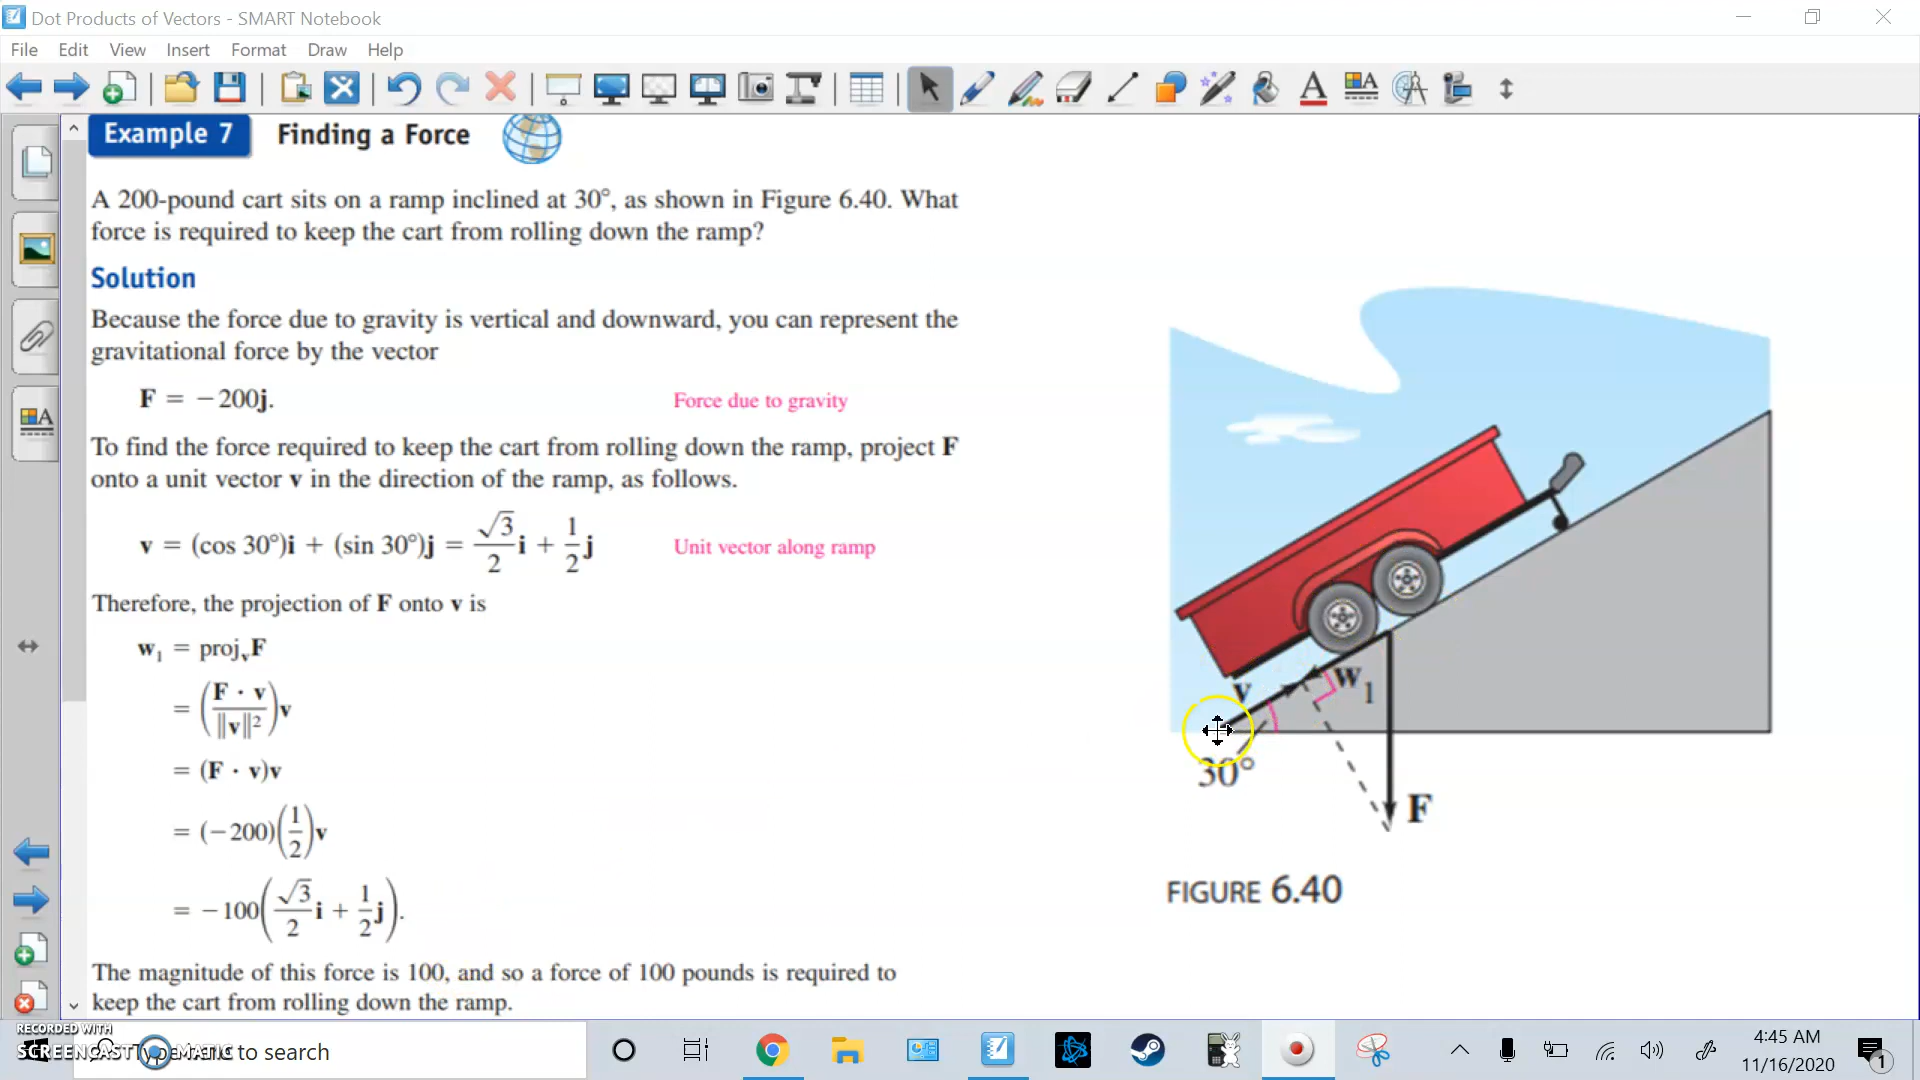 Dot Products of Vectors - SMART Notebook
File Edit View Insert Format Draw Help
Example 7 Finding a Force
A 200-pound cart sits on a ramp inclined at 30°, as shown in Figure 6.40. What
force is required to keep the cart from rolling down the ramp?
Solution
Because the force due to gravity is vertical and downward, you can represent the
gravitational force by the vector
F = −200j. Force due to gravity
To find the force required to keep the cart from rolling down the ramp, project F
onto a unit vector v in the direction of the ramp, as follows.
v = (cos 30°)i + (sin 30°)j = √3/2 i + 1/2 j Unit vector along ramp
Therefore, the projection of F onto v is
w₁ = projᵥF
= (F · v / ‖v‖²)v
= (F · v)v
= (−200)(1/2)v
= −100(√3/2 i + 1/2 j).
The magnitude of this force is 100, and so a force of 100 pounds is required to
keep the cart from rolling down the ramp.
v
w₁
30°
F
FIGURE 6.40
RECORDED WITH
SCREENCAST MATIC
Type here to search
4:45 AM
11/16/2020
1